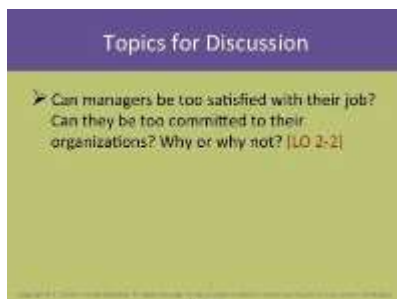 Topics for Discussion
➢ Can managers be too satisfied with their job?
Can they be too committed to their
organizations? Why or why not? [LO 2-2]